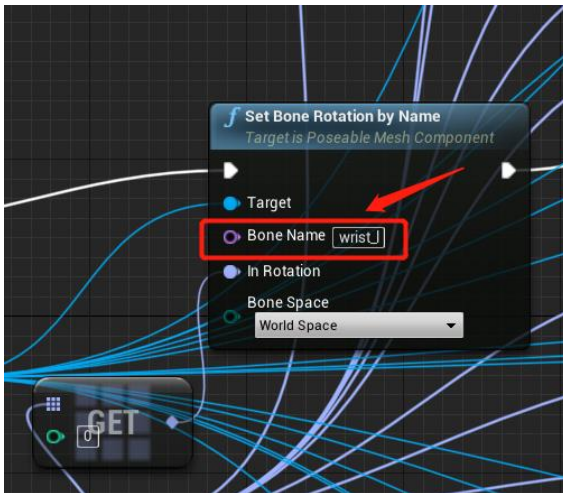 f Set Bone Rotation by Name
Target is Poseable Mesh Component
Target
Bone Name wrist_l
In Rotation
Bone Space
World Space
GET
0